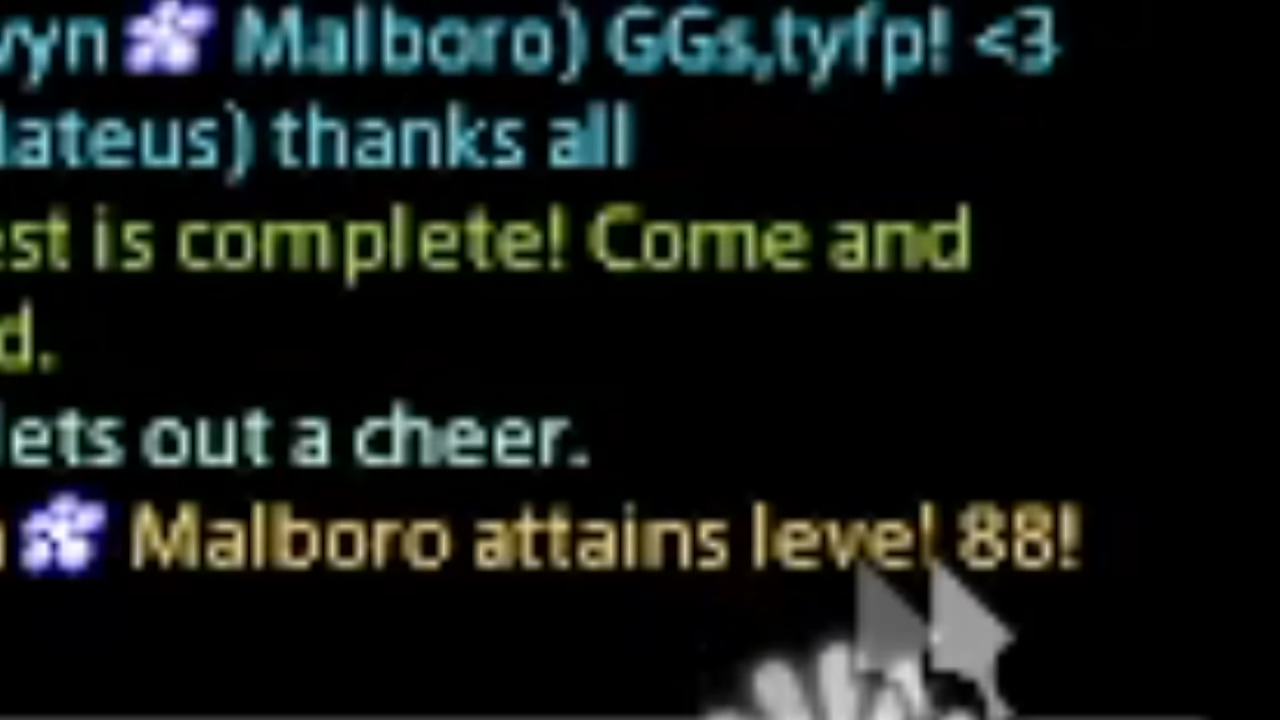 Malboro) GGs,tyfp! <3
thanks all
is complete! Come and
lets out a cheer.
Malboro attains level 88!